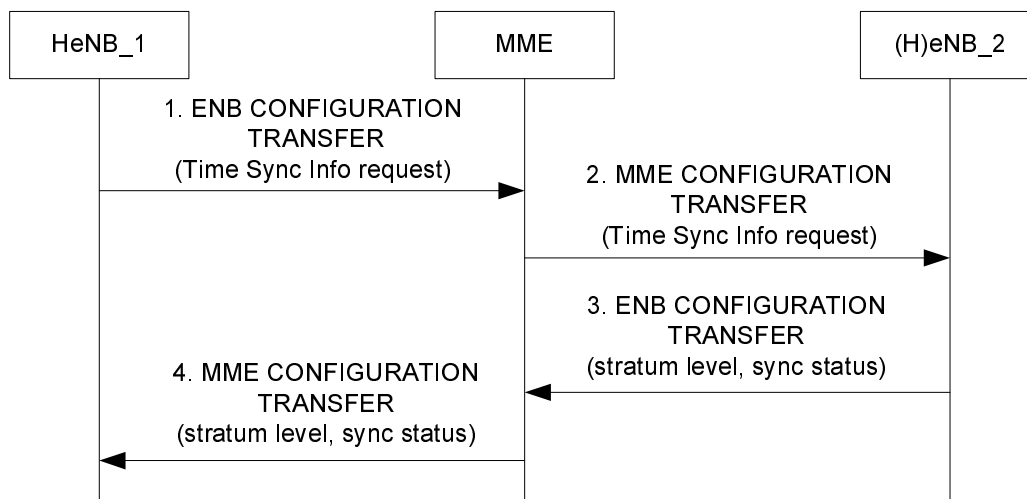 HeNB_1
MME
(H)eNB_2
1. ENB CONFIGURATION
TRANSFER
(Time Sync Info request)
2. MME CONFIGURATION
TRANSFER
(Time Sync Info request)
3. ENB CONFIGURATION
TRANSFER
(stratum level, sync status)
4. MME CONFIGURATION
TRANSFER
(stratum level, sync status)